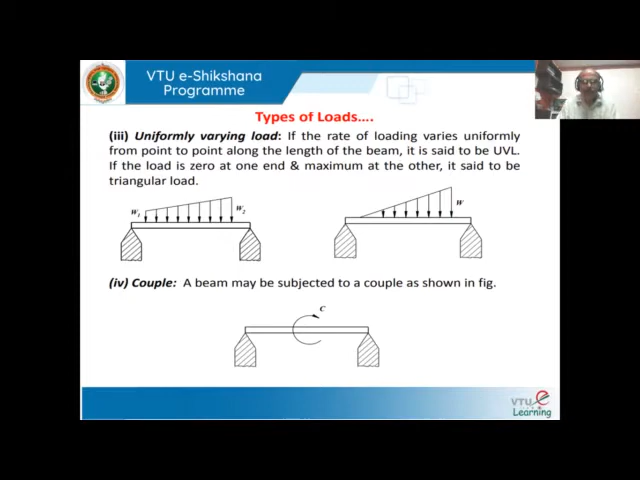 VTU e-Shikshana
Programme
Types of Loads....
(iii) Uniformly varying load: If the rate of loading varies uniformly
from point to point along the length of the beam, it is said to be UVL.
If the load is zero at one end & maximum at the other, it said to be
triangular load.
W1 W2 W
(iv) Couple: A beam may be subjected to a couple as shown in fig.
C
VTU e
Learning